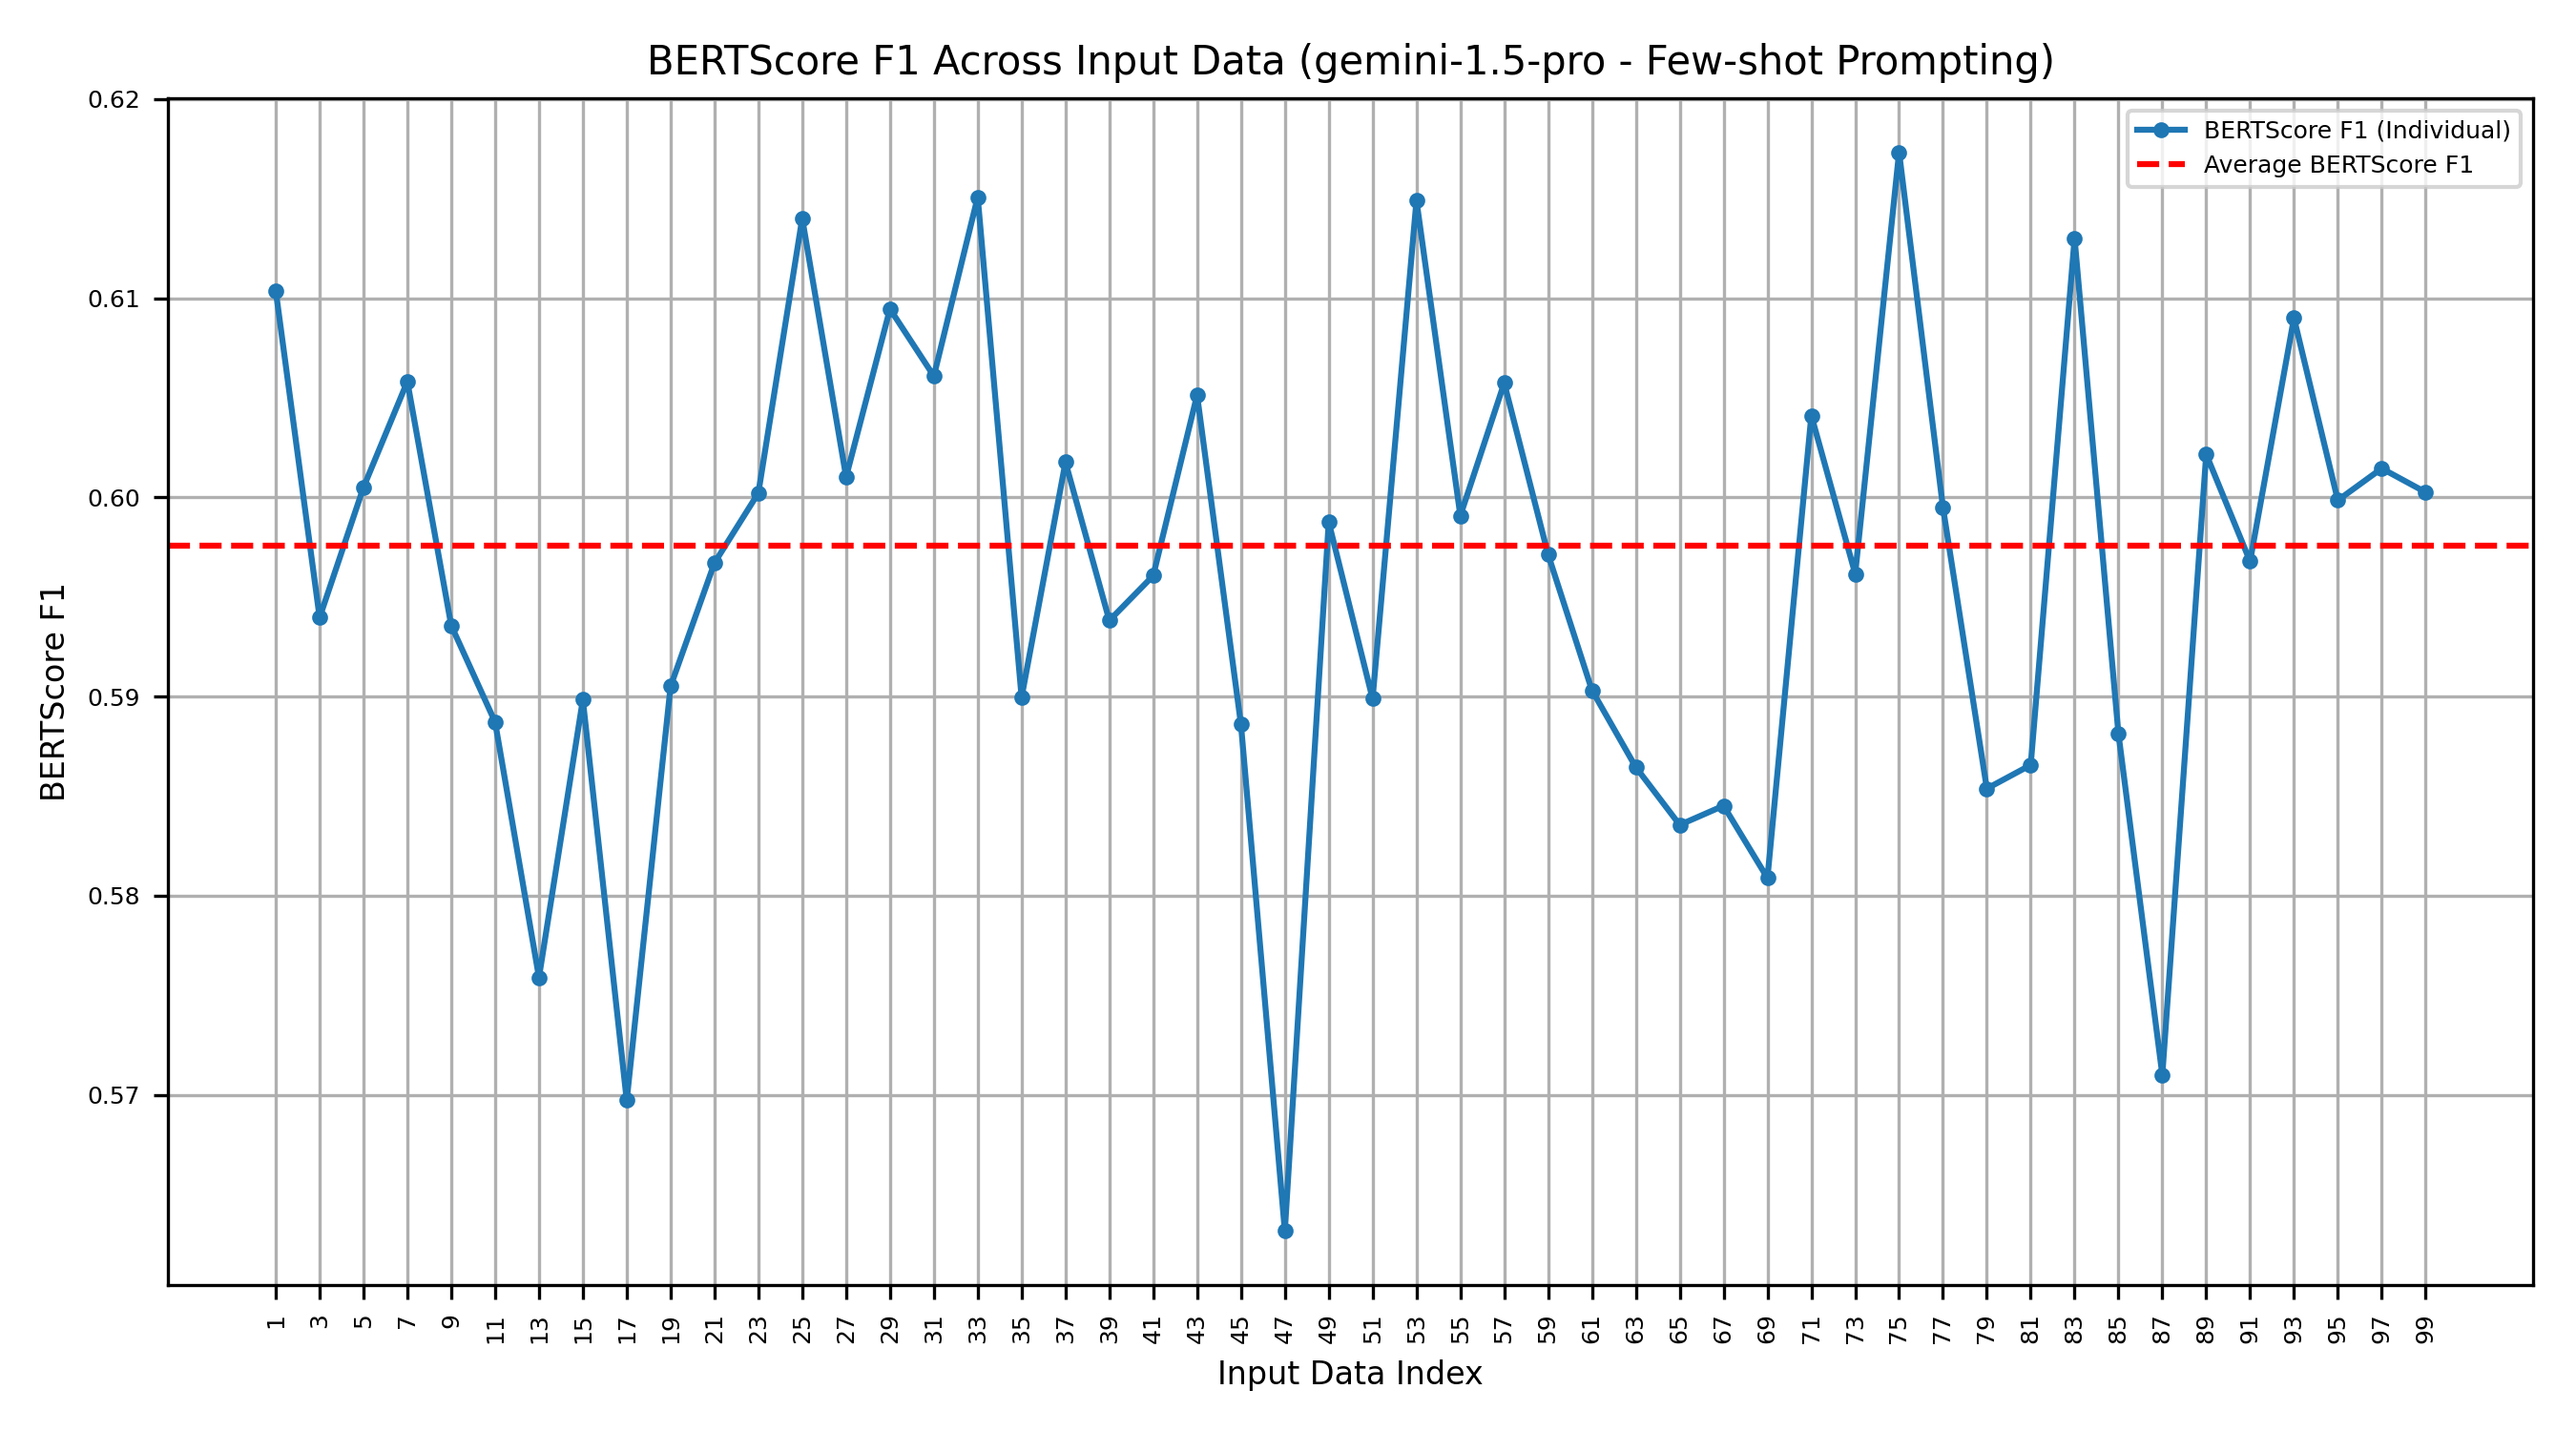 BERTScore F1 Across Input Data (gemini-1.5-pro - Few-shot Prompting)
BERTScore F1 (Individual)
Average BERTScore F1
BERTScore F1
0.62
0.61
0.60
0.59
0.58
0.57
1 3 5 7 9 11 13 15 17 19 21 23 25 27 29 31 33 35 37 39 41 43 45 47 49 51 53 55 57 59 61 63 65 67 69 71 73 75 77 79 81 83 85 87 89 91 93 95 97 99
Input Data Index